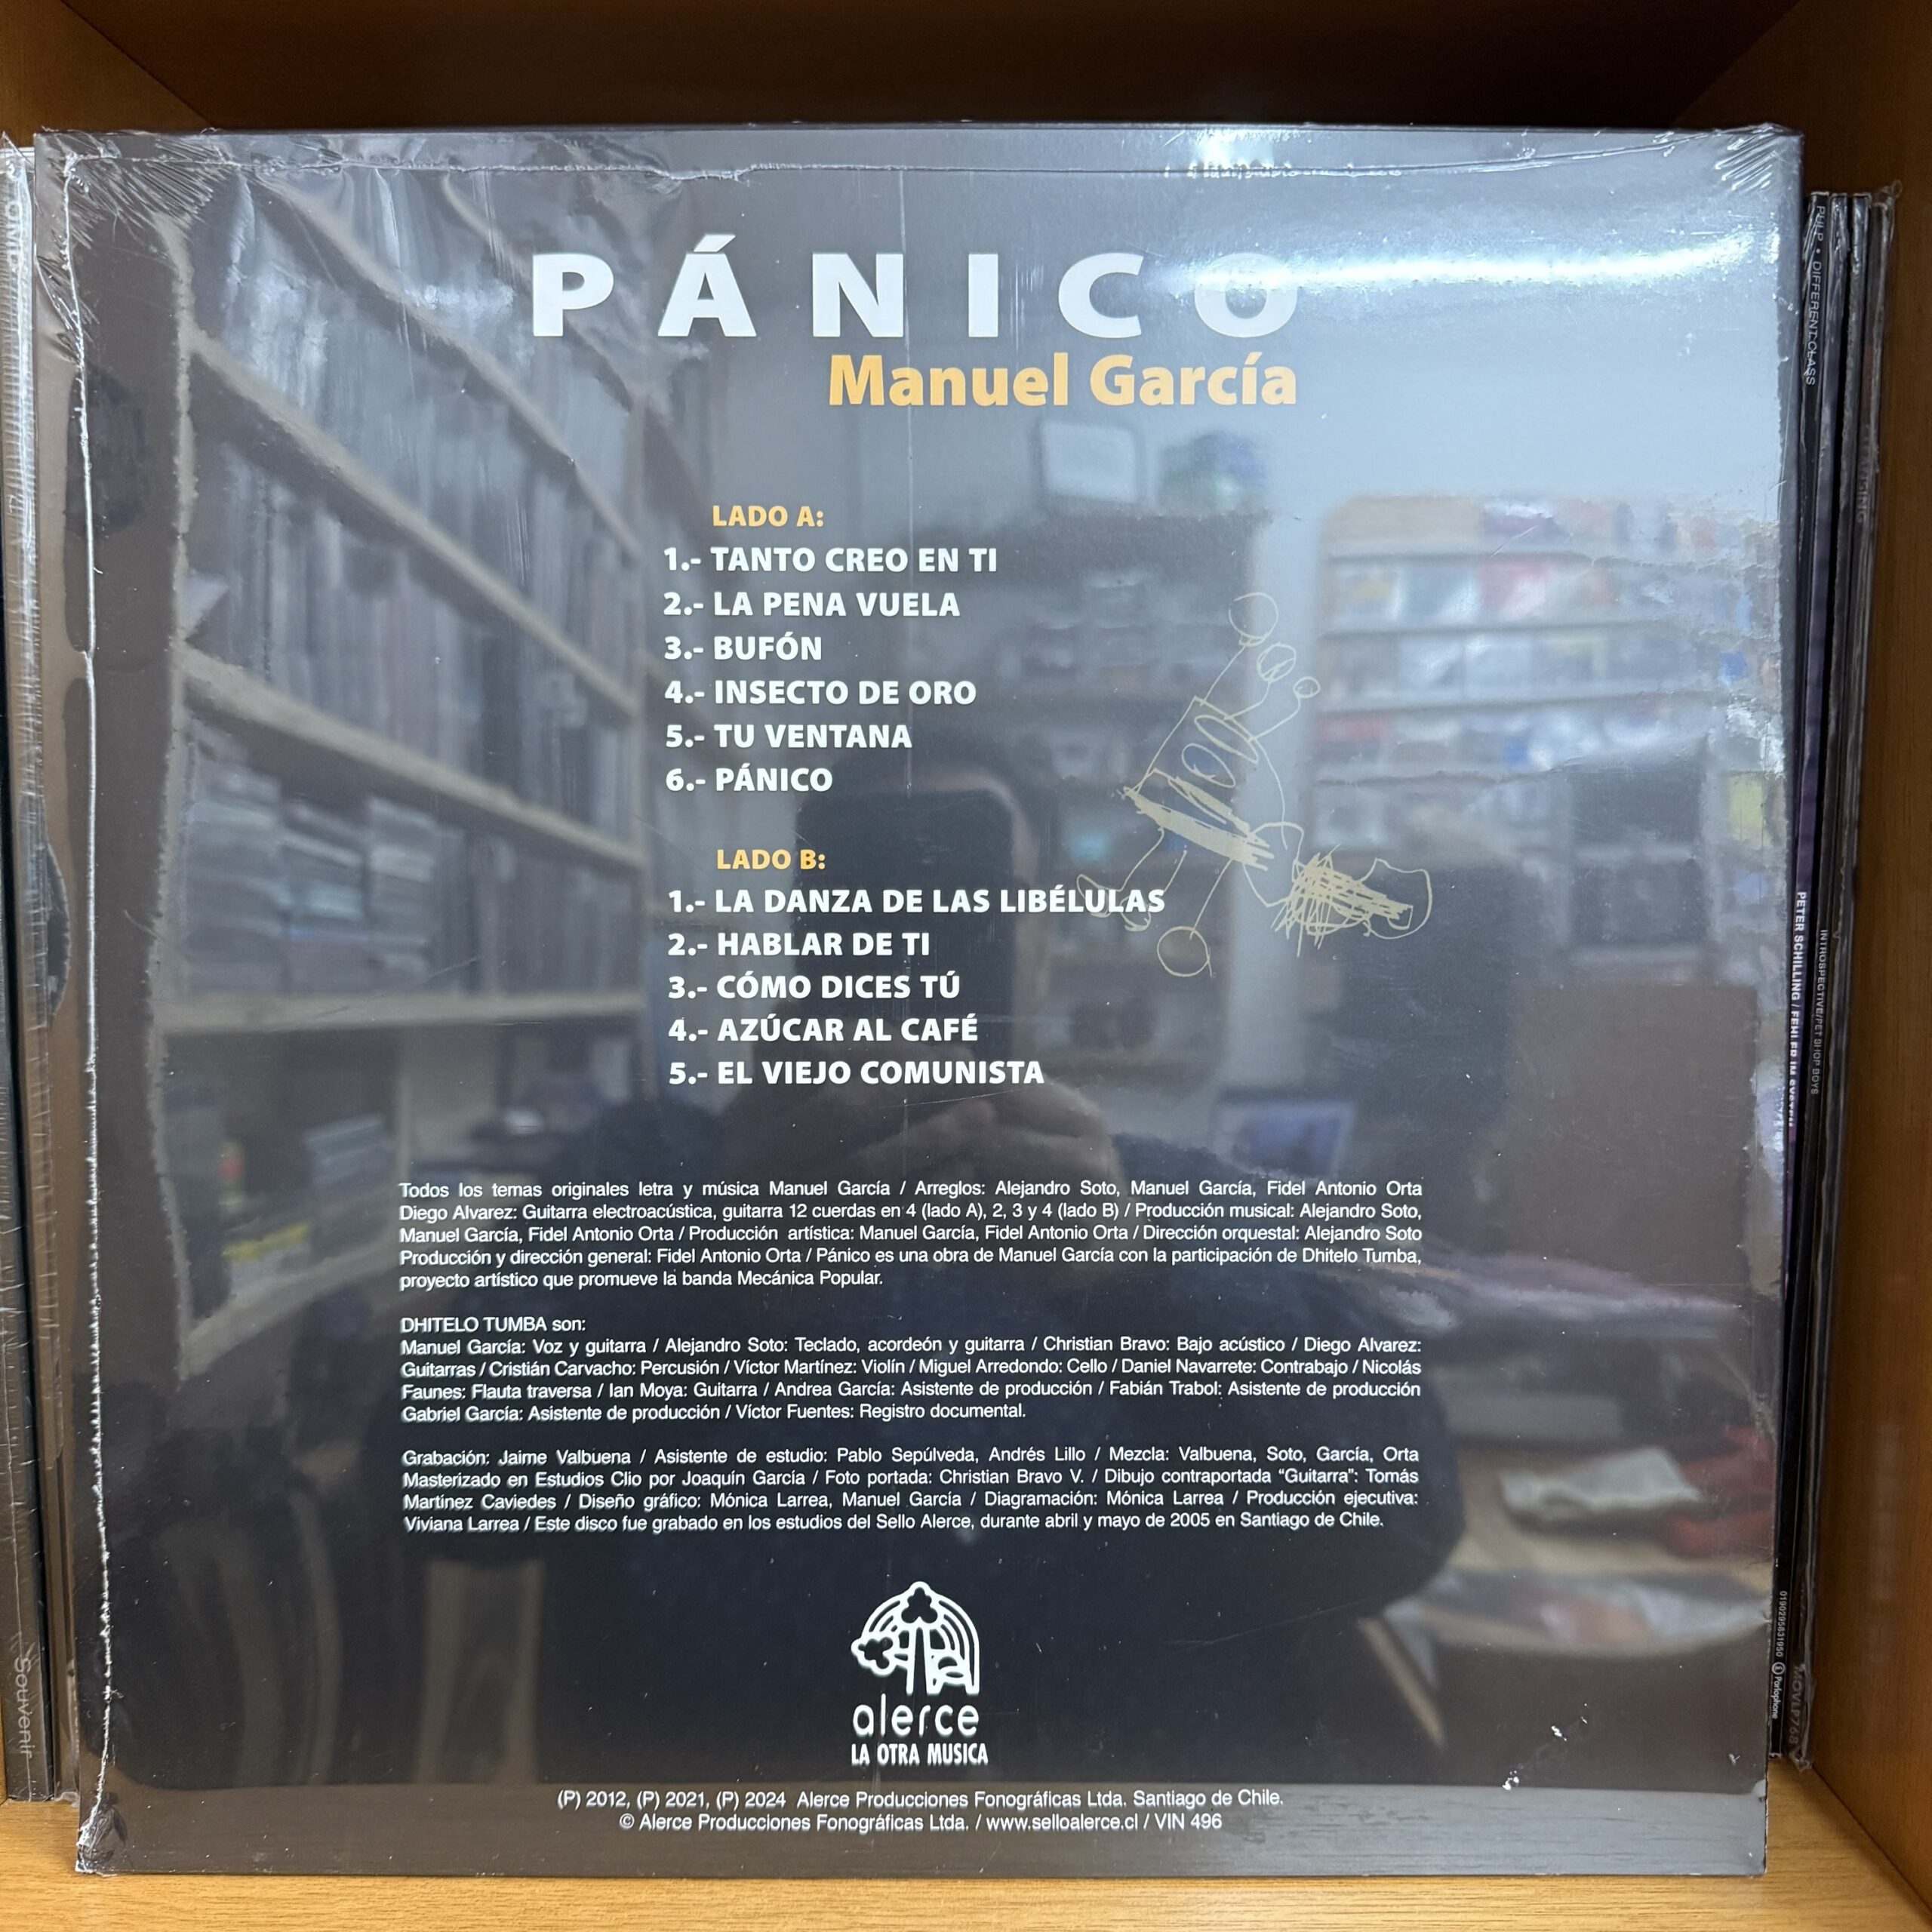 PÁNICO
Manuel García
LADO A:
1.- TANTO CREO EN TI
2.- LA PENA VUELA
3.- BUFÓN
4.- INSECTO DE ORO
5.- TU VENTANA
6.- PÁNICO
LADO B:
1.- LA DANZA DE LAS LIBÉLULAS
2.- HABLAR DE TI
3.- CÓMO DICES TÚ
4.- AZÚCAR AL CAFÉ
5.- EL VIEJO COMUNISTA
Todos los temas originales letra y música Manuel García / Arreglos: Alejandro Soto, Manuel García, Fidel Antonio Orta
Diego Alvarez: Guitarra electroacústica, guitarra 12 cuerdas en 4 (lado A), 2, 3 y 4 (lado B) / Producción musical: Alejandro Soto,
Manuel García, Fidel Antonio Orta / Producción artística: Manuel García, Fidel Antonio Orta / Dirección orquestal: Alejandro Soto
Producción y dirección general: Fidel Antonio Orta / Pánico es una obra de Manuel García con la participación de Dhitelo Tumba,
proyecto artístico que promueve la banda Mecánica Popular.
DHITELO TUMBA son:
Manuel García: Voz y guitarra / Alejandro Soto: Teclado, acordeón y guitarra / Christian Bravo: Bajo acústico / Diego Alvarez:
Guitarras / Cristián Carvacho: Percusión / Víctor Martínez: Violín / Miguel Arredondo: Cello / Daniel Navarrete: Contrabajo / Nicolás
Faunes: Flauta traversa / Ian Moya: Guitarra / Andrea García: Asistente de producción / Fabián Trabol: Asistente de producción
Gabriel García: Asistente de producción / Víctor Fuentes: Registro documental.
Grabación: Jaime Valbuena / Asistente de estudio: Pablo Sepúlveda, Andrés Lillo / Mezcla: Valbuena, Soto, García, Orta
Masterizado en Estudios Clio por Joaquín García / Foto portada: Christian Bravo V. / Dibujo contraportada “Guitarra”: Tomás
Martínez Caviedes / Diseño gráfico: Mónica Larrea, Manuel García / Diagramación: Mónica Larrea / Producción ejecutiva:
Viviana Larrea / Este disco fue grabado en los estudios del Sello Alerce, durante abril y mayo de 2005 en Santiago de Chile.
alerce
LA OTRA MUSICA
(P) 2012, (P) 2021, (P) 2024 Alerce Producciones Fonográficas Ltda. Santiago de Chile.
© Alerce Producciones Fonográficas Ltda. / www.selloalerce.cl / VIN 496
Souvenir
PULP • DIFFERENT CLASS
PETER SCHILLING / FEHLER IM
INTROSPECTIVE/PET SHOP BOYS
Parlophone